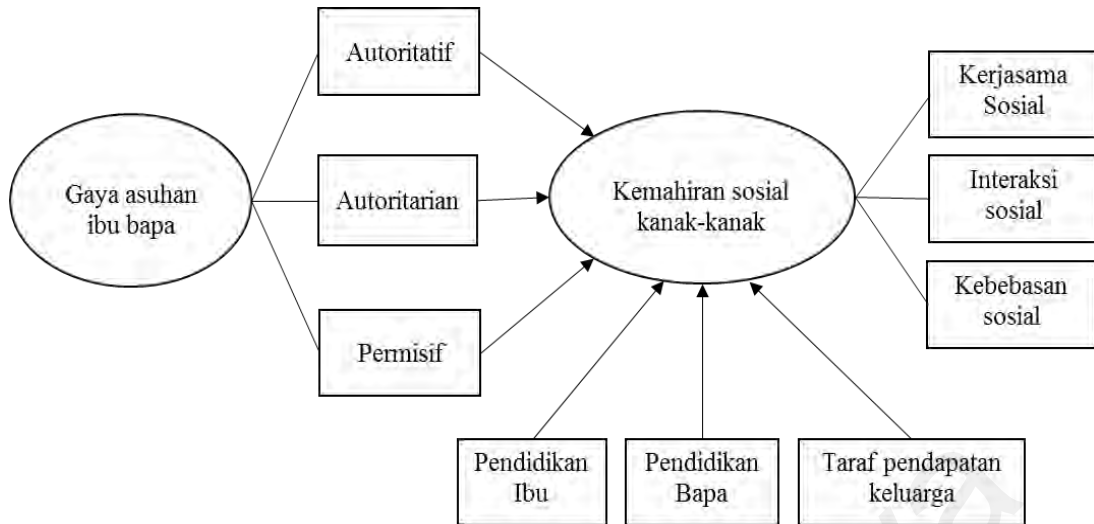 Autoritatif
Gaya asuhan
ibu bapa
Autoritarian
Permisif
Kemahiran sosial
kanak-kanak
Kerjasama
Sosial
Interaksi
sosial
Kebebasan
sosial
Pendidikan
Ibu
Pendidikan
Bapa
Taraf pendapatan
keluarga